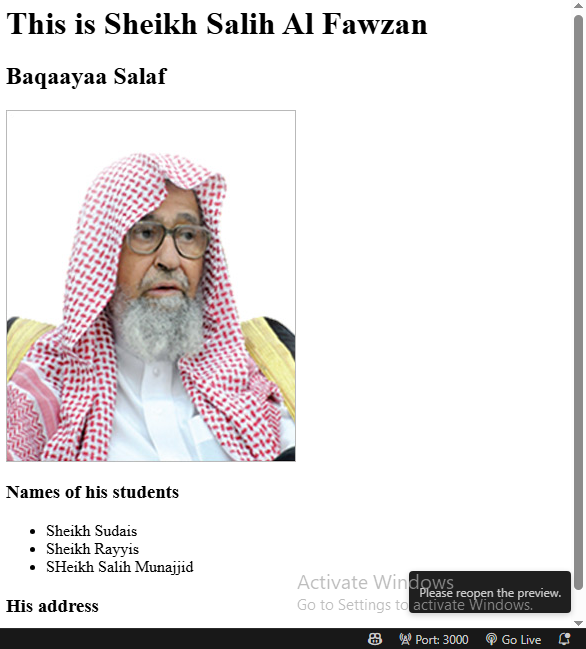 This is Sheikh Salih Al Fawzan
Baqaayaa Salaf
Names of his students
Sheikh Sudais
Sheikh Rayyis
SHeikh Salih Munajjid
His address
Activate Windows
Go to Settings to activate Windows.
Please reopen the preview.
Port: 3000
Go Live